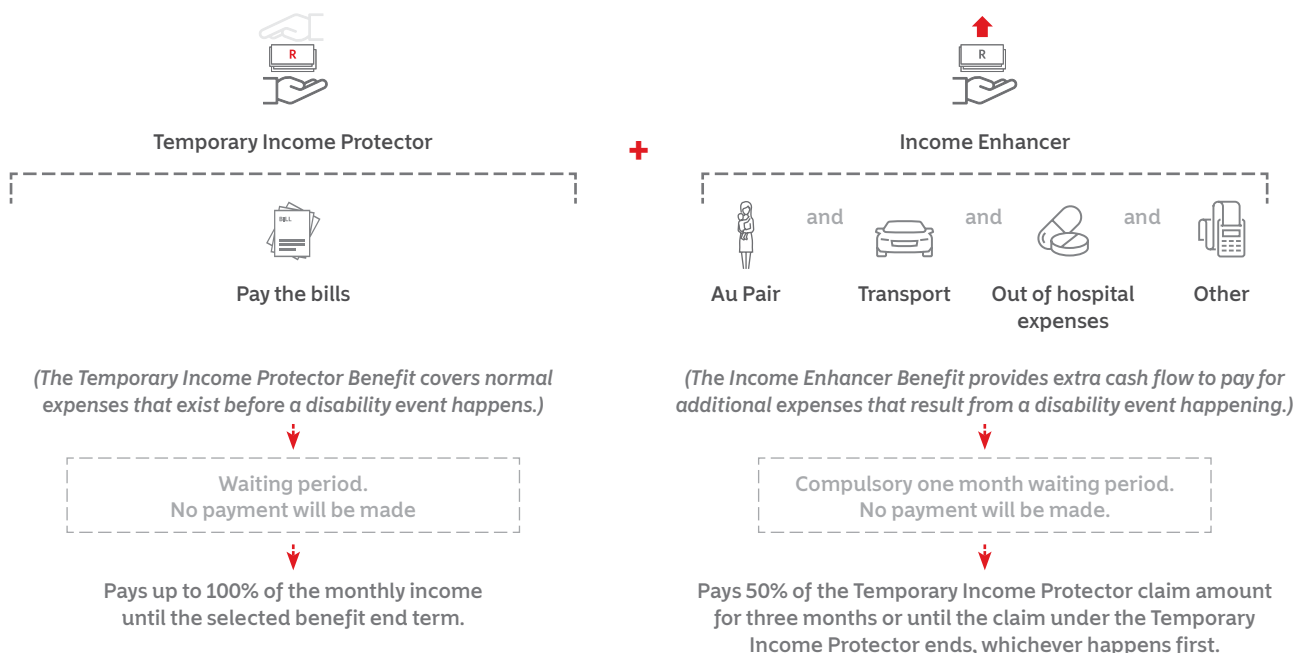 R
Temporary Income Protector
BILL
Pay the bills
(The Temporary Income Protector Benefit covers normal
expenses that exist before a disability event happens.)
Waiting period.
No payment will be made
Pays up to 100% of the monthly income
until the selected benefit end term.
+
R
Income Enhancer
and
and
and
Au Pair
Transport
Out of hospital
expenses
Other
(The Income Enhancer Benefit provides extra cash flow to pay for
additional expenses that result from a disability event happening.)
Compulsory one month waiting period.
No payment will be made.
Pays 50% of the Temporary Income Protector claim amount
for three months or until the claim under the Temporary
Income Protector ends, whichever happens first.